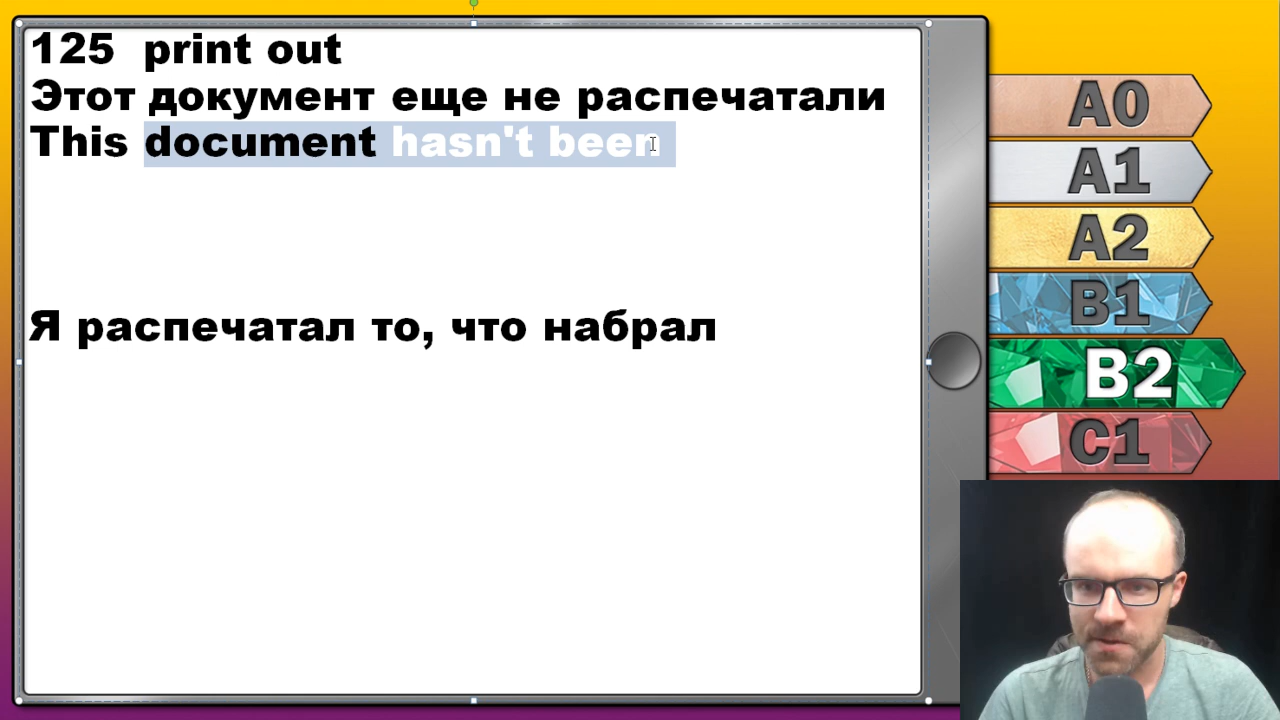 125 print out
Этот документ еще не распечатали
This document hasn't been
Я распечатал то, что набрал
A0
A1
A2
B1
B2
C1